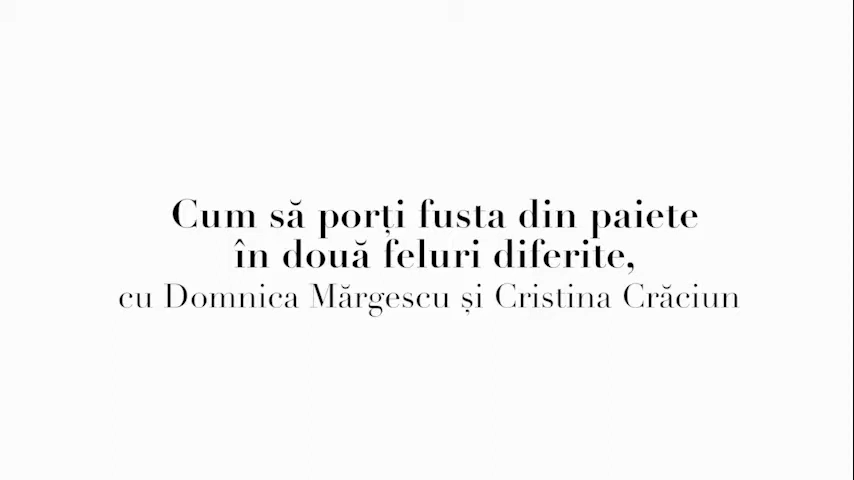 Cum să porți fusta din paiete
în două feluri diferite,
cu Domnica Mărgescu și Cristina Crăciun